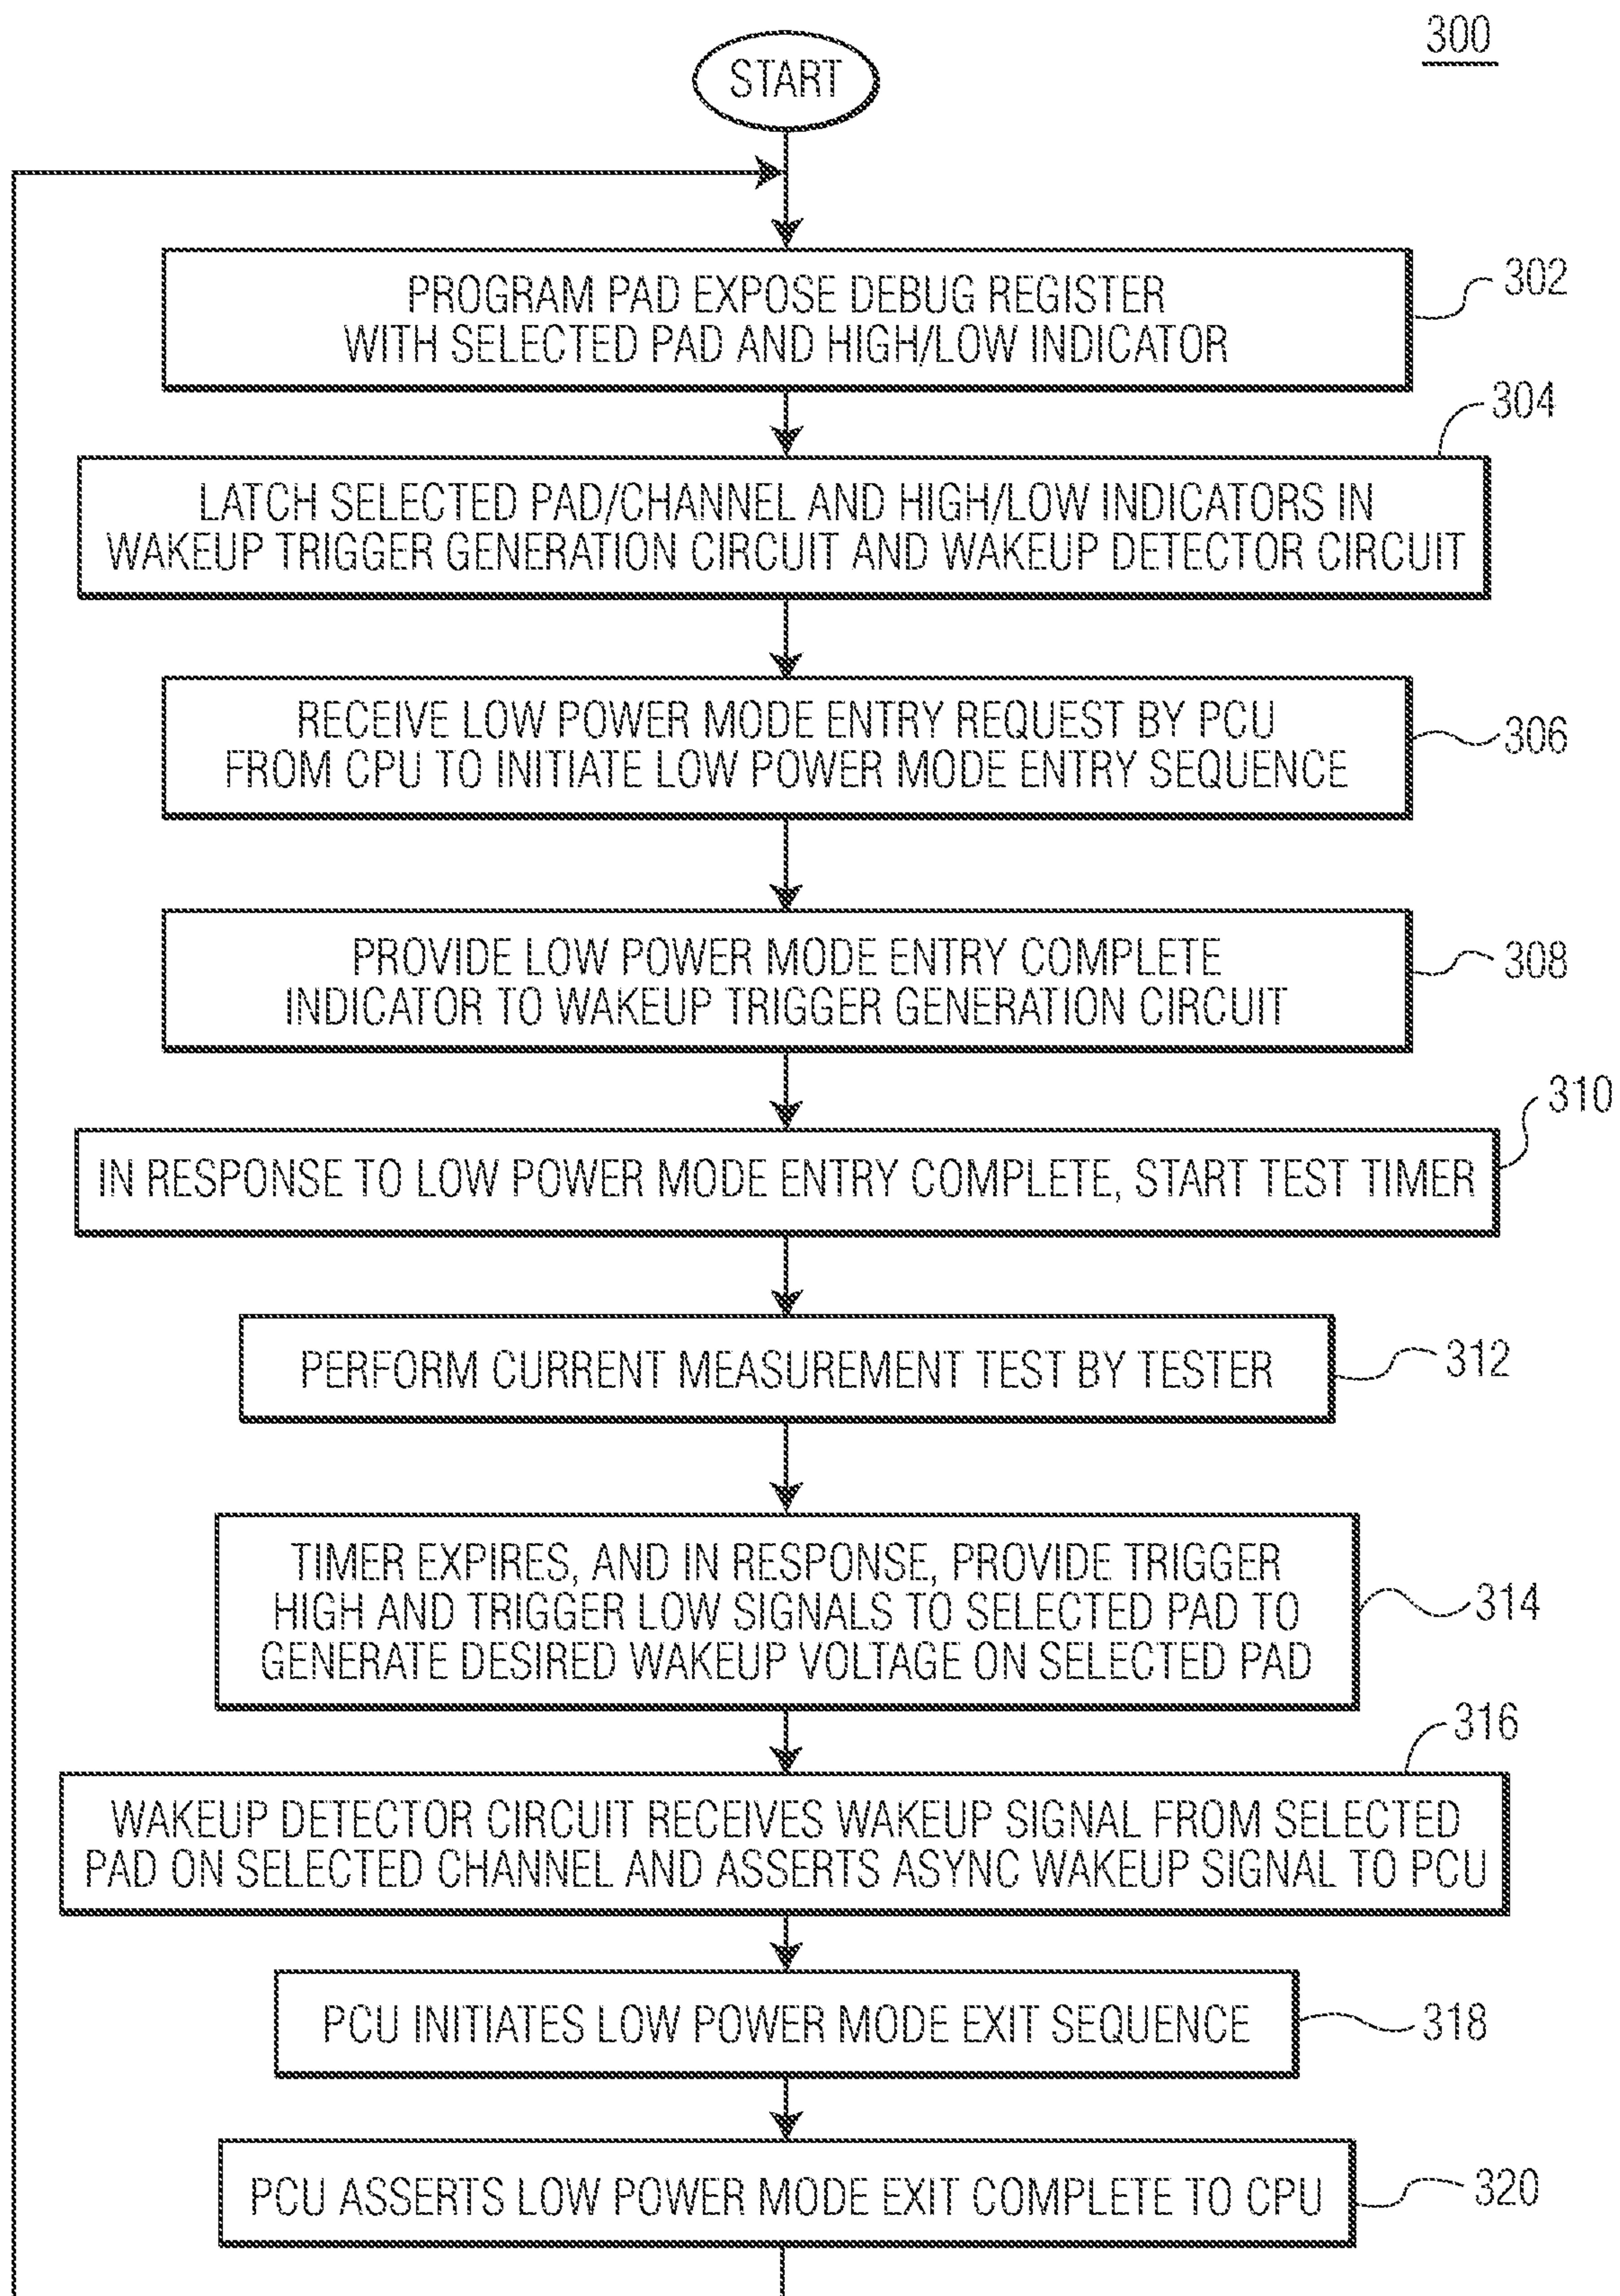 300
START
PROGRAM PAD EXPOSE DEBUG REGISTER
WITH SELECTED PAD AND HIGH/LOW INDICATOR
302
304
LATCH SELECTED PAD/CHANNEL AND HIGH/LOW INDICATORS IN
WAKEUP TRIGGER GENERATION CIRCUIT AND WAKEUP DETECTOR CIRCUIT
RECEIVE LOW POWER MODE ENTRY REQUEST BY PCU
FROM CPU TO INITIATE LOW POWER MODE ENTRY SEQUENCE
306
PROVIDE LOW POWER MODE ENTRY COMPLETE
INDICATOR TO WAKEUP TRIGGER GENERATION CIRCUIT
308
310
IN RESPONSE TO LOW POWER MODE ENTRY COMPLETE, START TEST TIMER
PERFORM CURRENT MEASUREMENT TEST BY TESTER
312
TIMER EXPIRES, AND IN RESPONSE, PROVIDE TRIGGER
HIGH AND TRIGGER LOW SIGNALS TO SELECTED PAD TO
GENERATE DESIRED WAKEUP VOLTAGE ON SELECTED PAD
314
316
WAKEUP DETECTOR CIRCUIT RECEIVES WAKEUP SIGNAL FROM SELECTED
PAD ON SELECTED CHANNEL AND ASSERTS ASYNC WAKEUP SIGNAL TO PCU
PCU INITIATES LOW POWER MODE EXIT SEQUENCE
318
PCU ASSERTS LOW POWER MODE EXIT COMPLETE TO CPU
320